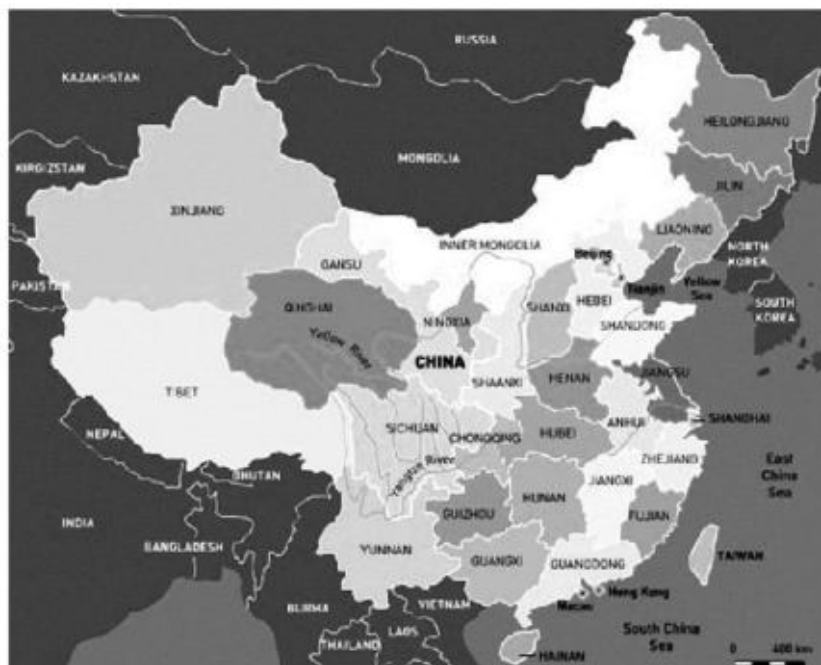 RUSSIA
KAZAKHSTAN
MONGOLIA
HEILONGJIANG
KIRGIZSTAN
JILIN
XINJIANG
LIAONING
INNER MONGOLIA
NORTH
KOREA
Beijing
GANSU
Tianjin
Yellow
Sea
PAKISTAN
HEBEI
SOUTH
KOREA
QINGHAI
SHANXI
NINGXIA
SHANDONG
Yellow River
CHINA
SHAANXI
HENAN
JIANGSU
TIBET
SHANGHAI
ANHUI
SICHUAN
CHONGQING
HUBEI
NEPAL
ZHEJIANG
East
China
Sea
BHUTAN
Yangtze River
JIANGXI
HUNAN
INDIA
GUIZHOU
FUJIAN
BANGLADESH
YUNNAN
GUANGXI
GUANGDONG
TAIWAN
BURMA
VIETNAM
Hong Kong
Macau
LAOS
THAILAND
South China
Sea
HAINAN
0 400 km